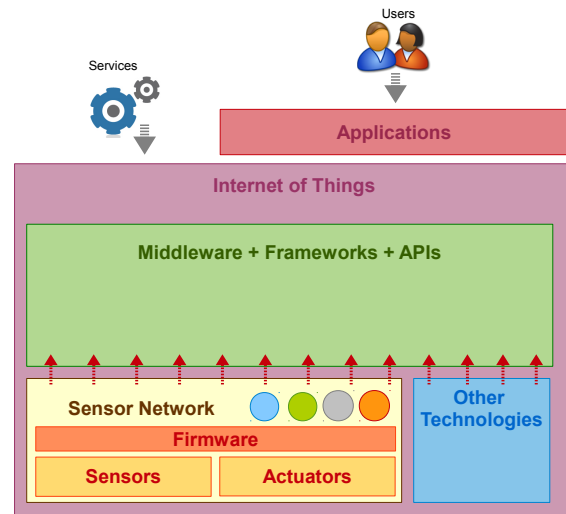 Users
Services
Applications
Internet of Things
Middleware + Frameworks + APIs
Sensor Network
Other
Technologies
Firmware
Sensors
Actuators